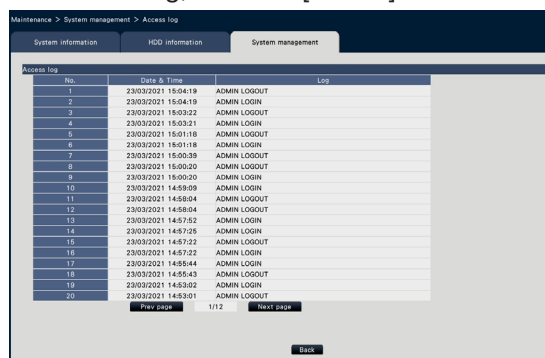 Maintenance > System management > Access log
System information HDD information System management
Access log
No. Date & Time Log
1 23/03/2021 15:04:19 ADMIN LOGOUT
2 23/03/2021 15:04:19 ADMIN LOGIN
3 23/03/2021 15:03:22 ADMIN LOGOUT
4 23/03/2021 15:03:21 ADMIN LOGIN
5 23/03/2021 15:01:18 ADMIN LOGOUT
6 23/03/2021 15:01:18 ADMIN LOGIN
7 23/03/2021 15:00:39 ADMIN LOGOUT
8 23/03/2021 15:00:20 ADMIN LOGOUT
9 23/03/2021 15:00:20 ADMIN LOGIN
10 23/03/2021 14:59:09 ADMIN LOGIN
11 23/03/2021 14:58:04 ADMIN LOGOUT
12 23/03/2021 14:58:04 ADMIN LOGOUT
13 23/03/2021 14:57:52 ADMIN LOGIN
14 23/03/2021 14:57:25 ADMIN LOGIN
15 23/03/2021 14:57:22 ADMIN LOGOUT
16 23/03/2021 14:57:22 ADMIN LOGIN
17 23/03/2021 14:55:44 ADMIN LOGIN
18 23/03/2021 14:55:43 ADMIN LOGOUT
19 23/03/2021 14:53:02 ADMIN LOGIN
20 23/03/2021 14:53:01 ADMIN LOGOUT
Prev page 1/12 Next page
Back